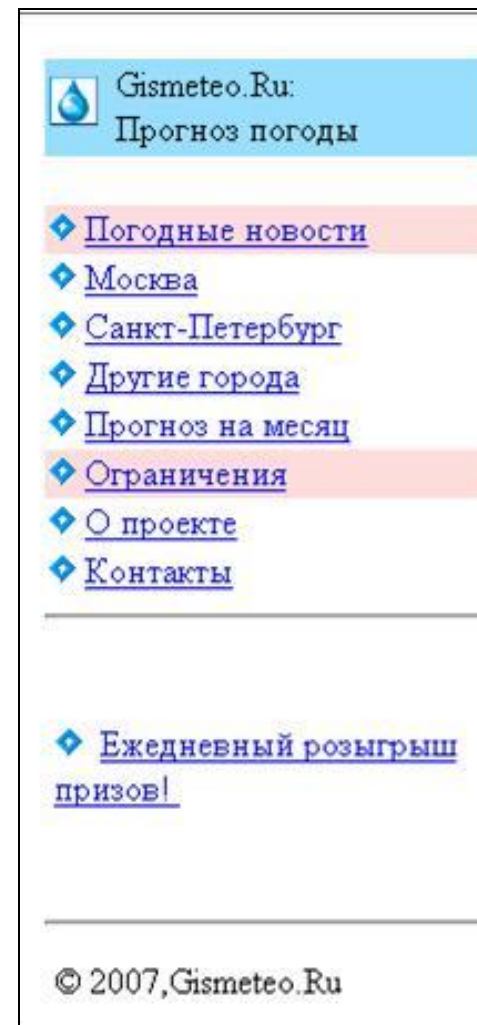 Gismeteo.Ru:
Прогноз погоды
Погодные новости
Москва
Санкт-Петербург
Другие города
Прогноз на месяц
Ограничения
О проекте
Контакты
Ежедневный розыгрыш
призов!
© 2007,Gismeteo.Ru